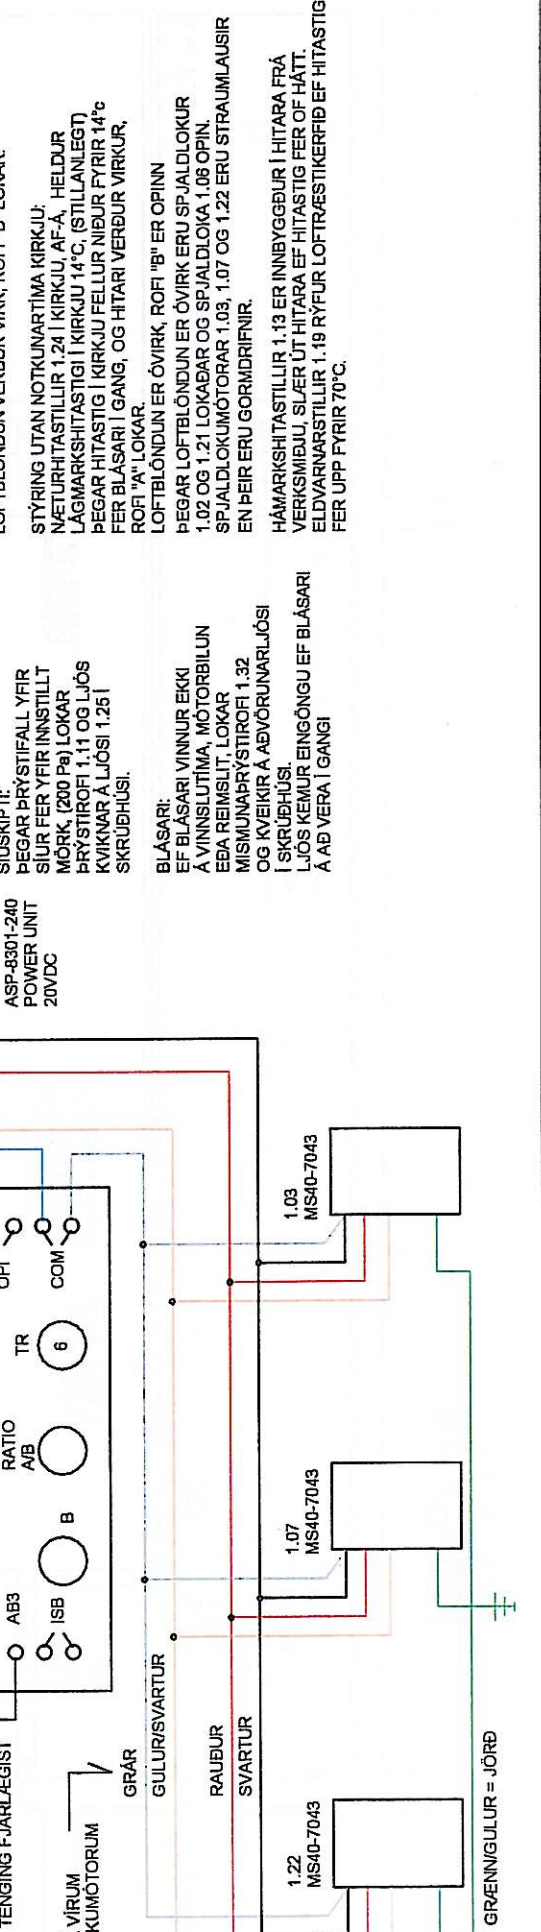 STÝRING UTAN NOTKUNARTÍMA KIRKJU:
NÆTURHITASTILLIR 1.24 Í KIRKJU, AF-Á, HELDUR
LÁGMARKSHITASTIGI Í KIRKJU 14°C, (STILLANLEGT)
ÞEGAR HITASTIG Í KIRKJU FELLUR NIÐUR FYRIR 14°c
FER BLÁSARI Í GANG, OG HITARI VERÐUR VIRKUR,
ROFI "A" LOKAR.
LOFTBLÖNDUN ER ÓVIRK, ROFI "B" ER OPINN
ÞEGAR LOFTBLÖNDUN ER ÓVIRK ERU SPJALDLOKUR
1.02 OG 1.21 LOKAÐAR OG SPJALDLOKA 1.06 OPIN.
SPJALDLOKUMÓTORAR 1.03, 1.07 OG 1.22 ERU STRAUMLAUSIR
EN ÞEIR ERU GORMDRIFNIR.
HÁMARKSHITASTILLIR 1.13 ER INNBYGGÐUR Í HITARA FRÁ
VERKSMIÐJU, SLÆR ÚT HITARA EF HITASTIG FER OF HÁTT.
ELDVARNARSTILLIR 1.19 RÝFUR LOFTRÆSTIKERFIÐ EF HITASTIG
FER UPP FYRIR 70°C.
ÞEGAR ÞRÝSTIFALL YFIR
SÍUR FER YFIR INNSTILLT
MÖRK, (200 Pa) LOKAR
ÞRÝSTIROFI 1.11 OG LJÓS
KVIKNAR Á LJÓSI 1.25 Í
SKRÚÐHÚSI.
BLÁSARI:
EF BLÁSARI VINNUR EKKI
Á VINNSLUTÍMA, MÓTORBILUN
EÐA REIMSLIT, LOKAR
MISMUNAÞRÝSTIROFI 1.32
OG KVEIKIR Á AÐVÖRUNARLJÓSI
Í SKRÚÐHÚSI.
LJÓS KEMUR EINGÖNGU EF BLÁSARI
Á AÐ VERA Í GANGI
ASP-8301-240
POWER UNIT
20VDC
TENGING FJARLÆGIST
AB3
ISB
B
RATIO
A/B
TR
6
COM
VÍRUM
GRÁR
GULUR/SVARTUR
RAUÐUR
SVARTUR
1.22
MS40-7043
1.07
MS40-7043
1.03
MS40-7043
GRÆNN/GULUR = JÖRÐ